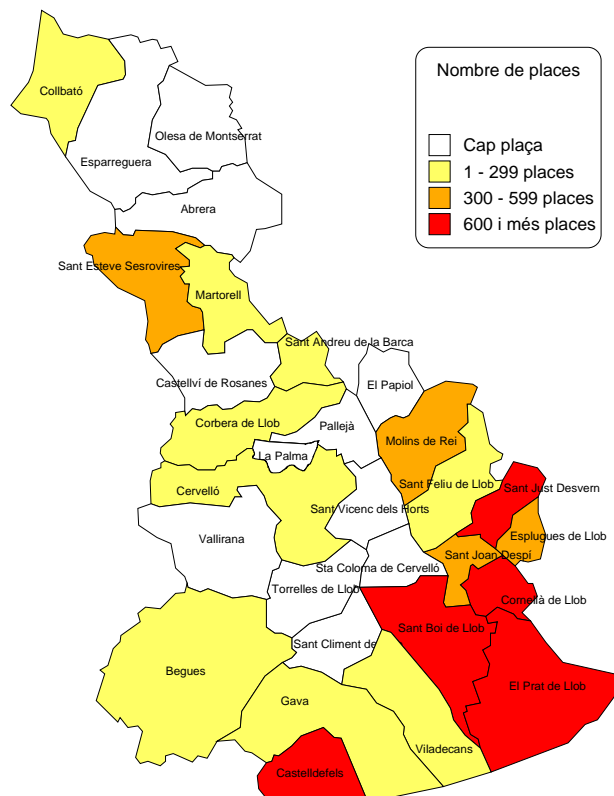 Nombre de places
Cap plaça
1 - 299 places
300 - 599 places
600 i més places
Collbató
Olesa de Montserrat
Esparreguera
Abrera
Sant Esteve Sesrovires
Martorell
Sant Andreu de la Barca
Castellví de Rosanes
El Papiol
Corbera de Llob
Pallejà
Molins de Rei
La Palma
Cervelló
Sant Feliu de Llob
Sant Just Desvern
Sant Vicenc dels Horts
Vallirana
Esplugues de Llob
Sant Joan Despi
Sta Coloma de Cervelló
Torrelles de Llob
Cornellà de Llob
Sant Boi de Llob
Sant Climent de
Begues
El Prat de Llob
Gava
Viladecans
Castelldefels